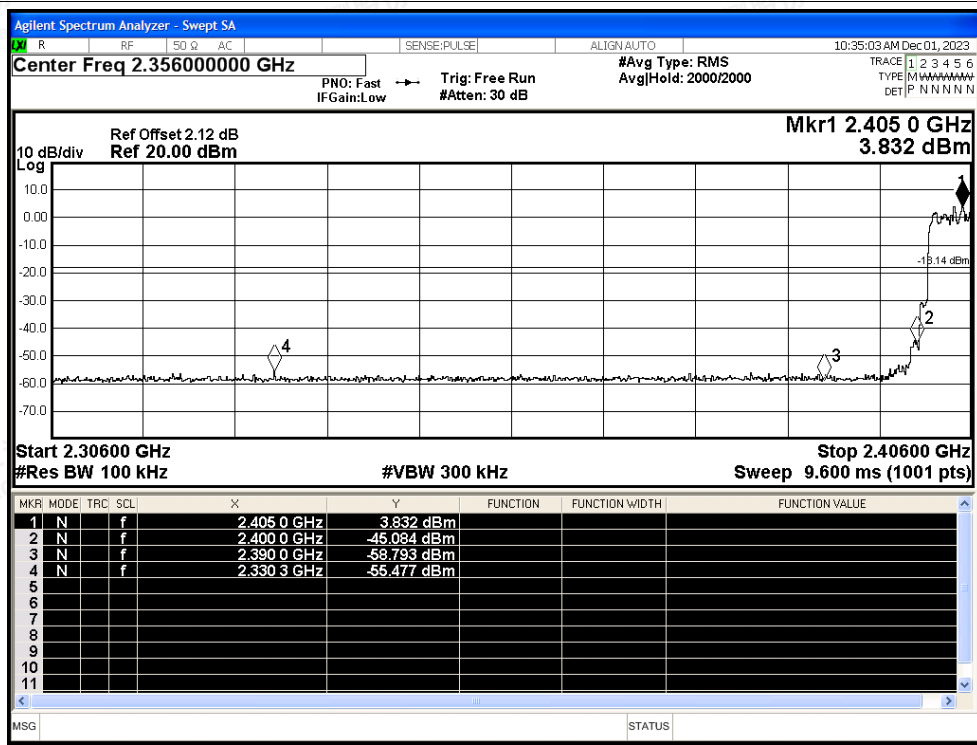 Agilent Spectrum Analyzer - Swept SA
LXI R RF 50 Ω AC SENSE:PULSE ALIGN AUTO 10:35:03 AM Dec 01, 2023
Center Freq 2.356000000 GHz
PNO: Fast
IFGain:Low
Trig: Free Run
#Atten: 30 dB
#Avg Type: RMS
Avg|Hold: 2000/2000
TRACE 1 2 3 4 5 6
TYPE M
DET P N N N N N
Ref Offset 2.12 dB
10 dB/div Ref 20.00 dBm
Log
Mkr1 2.405 0 GHz
3.832 dBm
10.0
0.00
-10.0
-20.0
-30.0
-40.0
-50.0
-60.0
-70.0
1
-18.14 dBm
2
3
4
Start 2.30600 GHz Stop 2.40600 GHz
#Res BW 100 kHz #VBW 300 kHz Sweep 9.600 ms (1001 pts)
MKR MODE TRC SCL X Y FUNCTION FUNCTION WIDTH FUNCTION VALUE
1 N f 2.405 0 GHz 3.832 dBm
2 N f 2.400 0 GHz -45.084 dBm
3 N f 2.390 0 GHz -58.793 dBm
4 N f 2.330 3 GHz -55.477 dBm
5
6
7
8
9
10
11
MSG STATUS